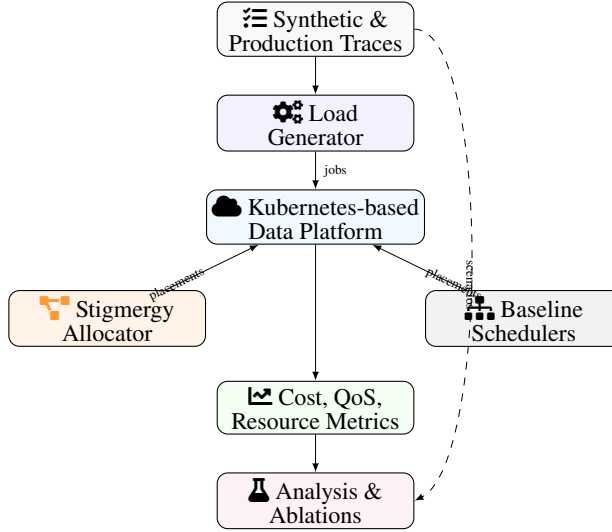 Synthetic &
Production Traces
Load
Generator
jobs
Kubernetes-based
Data Platform
placements
placements
Stigmergy
Allocator
Baseline
Schedulers
Cost, QoS,
Resource Metrics
Analysis &
Ablations